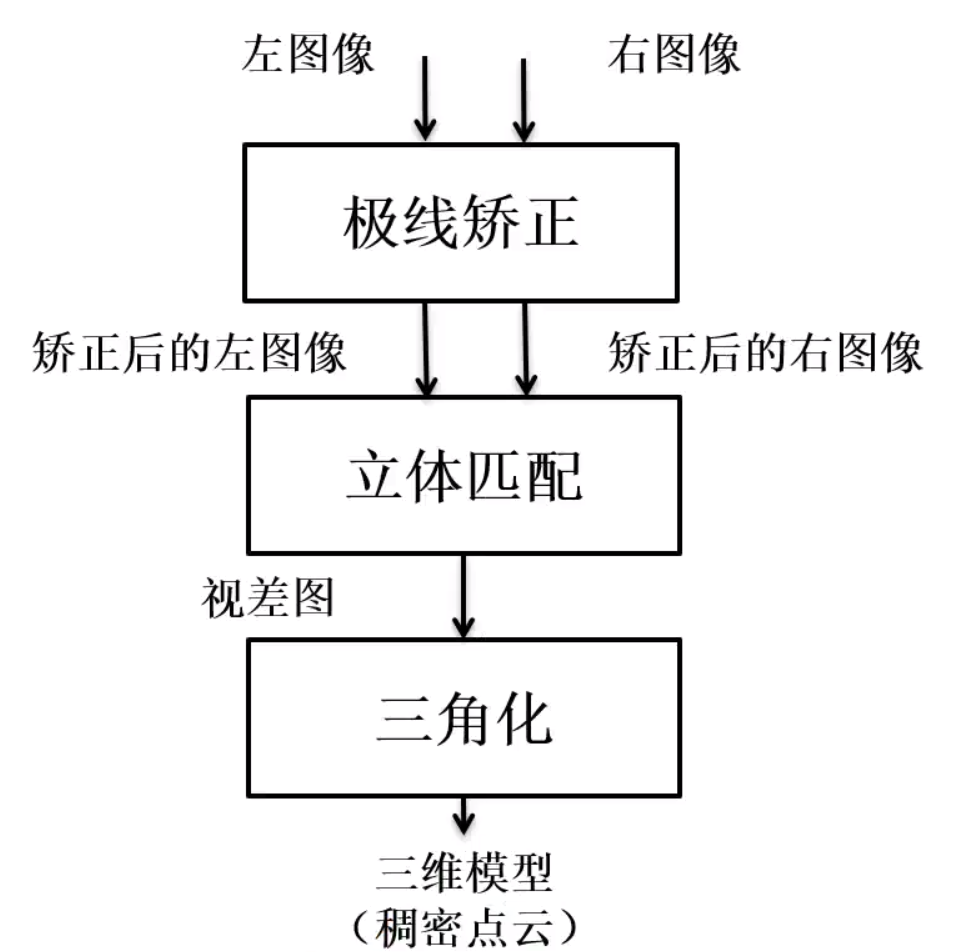 左图像
右图像
极线矫正
矫正后的左图像
矫正后的右图像
立体匹配
视差图
三角化
三维模型
（稠密点云）